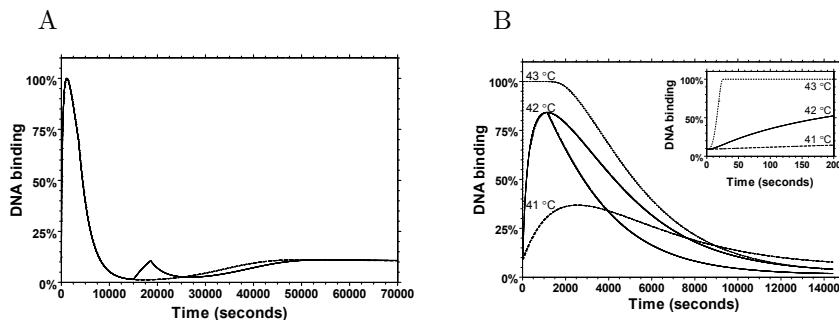 A
B
DNA binding
100%
75%
50%
25%
0%
0 10000 20000 30000 40000 50000 60000 70000
Time (seconds)
DNA binding
100%
75%
50%
25%
0%
43 °C
42 °C
41 °C
0 2000 4000 6000 8000 10000 12000 14000
Time (seconds)
DNA binding
100%
50%
0%
43 °C
42 °C
41 °C
0 50 100 150 200
Time (seconds)